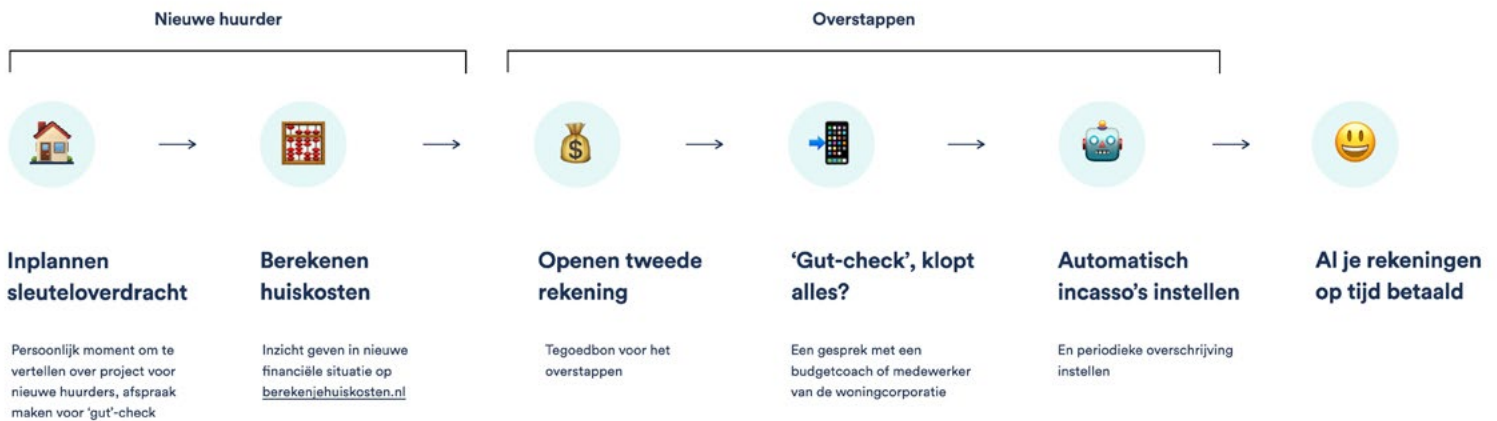 Nieuwe huurder
Overstappen
Inplannen
sleuteloverdracht
Persoonlijk moment om te
vertellen over project voor
nieuwe huurders, afspraak
maken voor ‘gut’-check
Berekenen
huiskosten
Inzicht geven in nieuwe
financiële situatie op
berekenjehuiskosten.nl
Openen tweede
rekening
Tegoedbon voor het
overstappen
‘Gut-check’, klopt
alles?
Een gesprek met een
budgetcoach of medewerker
van de woningcorporatie
Automatisch
incasso’s instellen
En periodieke overschrijving
instellen
Al je rekeningen
op tijd betaald